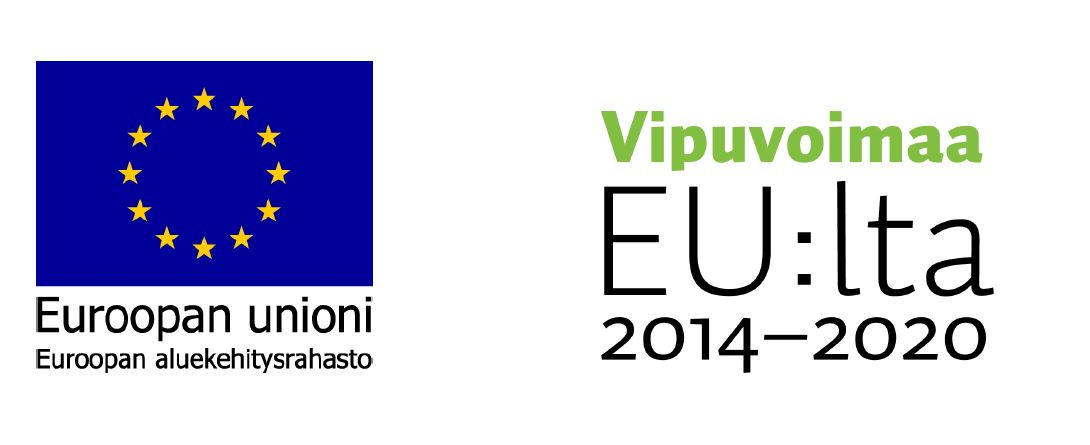 Euroopan unioni
Euroopan aluekehitysrahasto
Vipuvoimaa
EU:lta
2014–2020